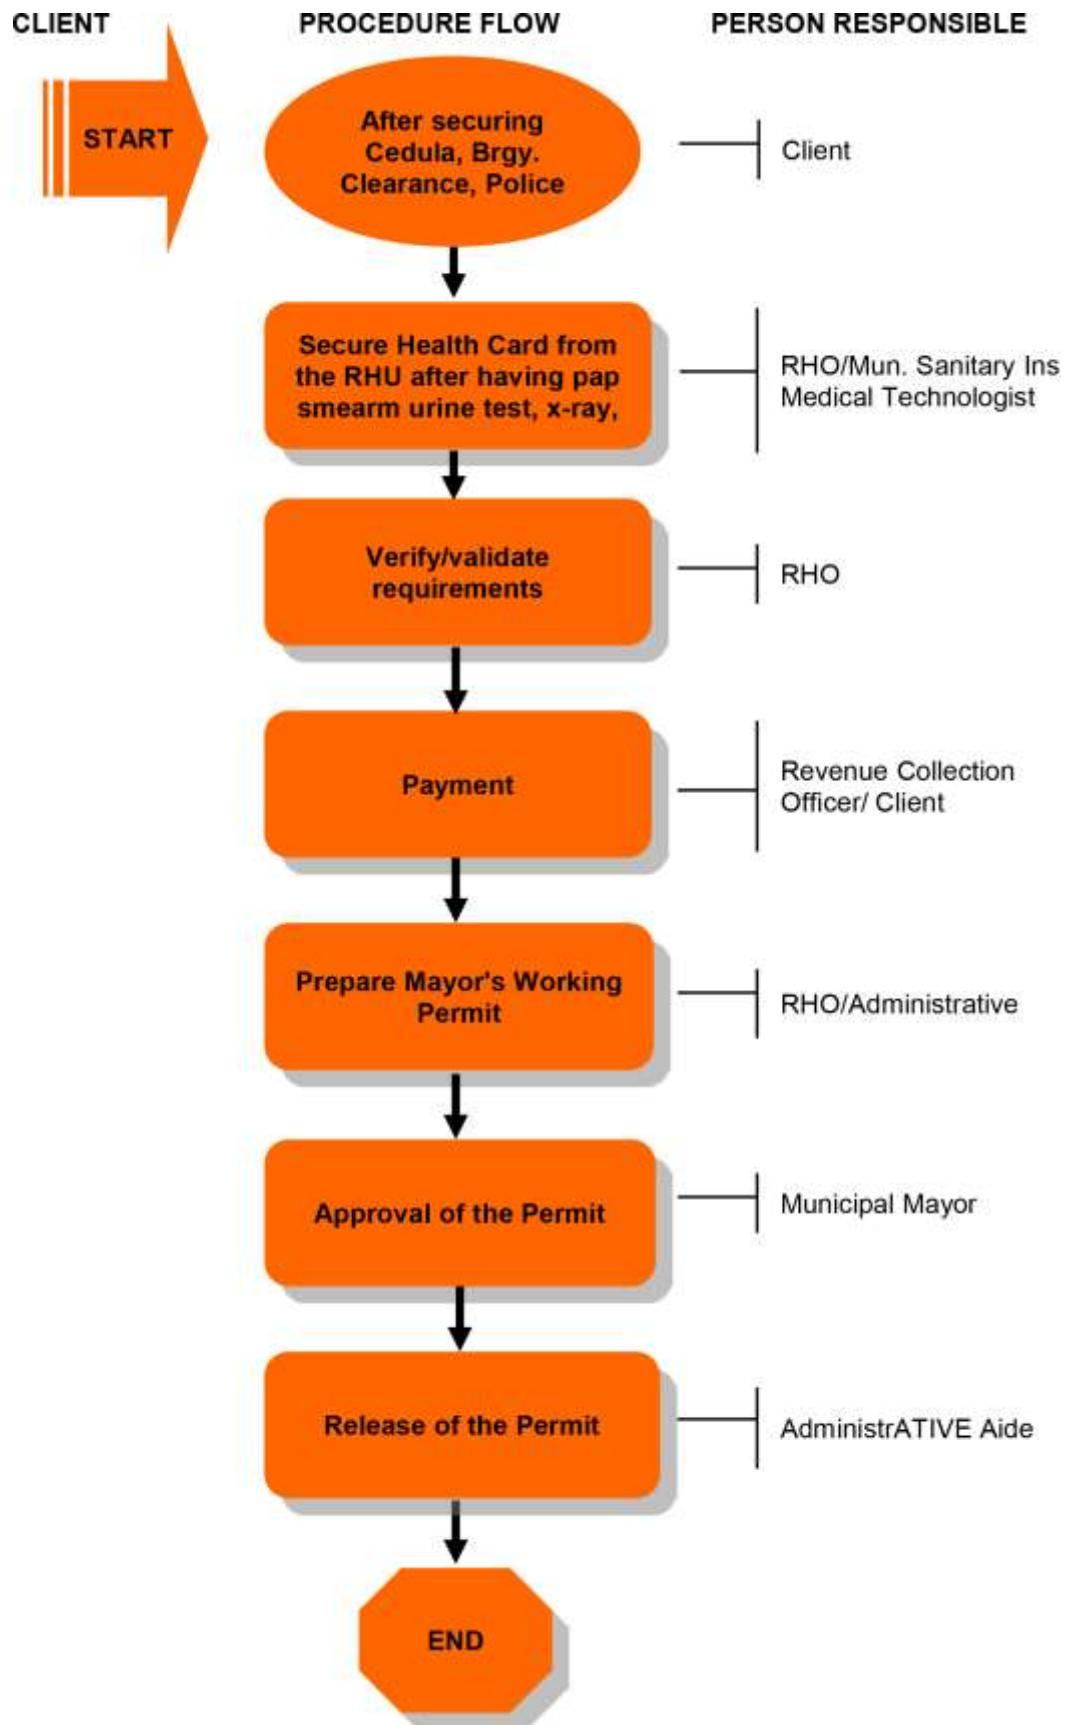 CLIENT
PROCEDURE FLOW
PERSON RESPONSIBLE
START
After securing
Cedula, Brgy.
Clearance, Police
Client
Secure Health Card from
the RHU after having pap
smearm urine test, x-ray,
RHO/Mun. Sanitary Ins
Medical Technologist
Verify/validate
requirements
RHO
Payment
Revenue Collection
Officer/ Client
Prepare Mayor's Working
Permit
RHO/Administrative
Approval of the Permit
Municipal Mayor
Release of the Permit
AdministrATIVE Aide
END